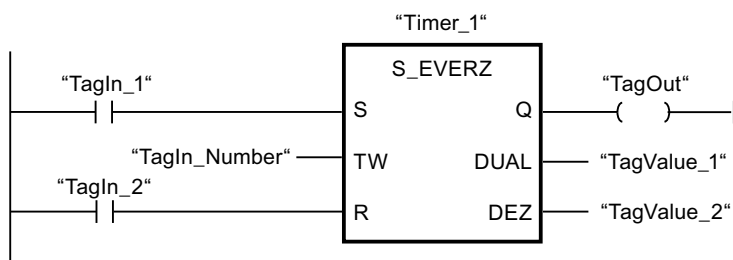 “Timer_1“
S_EVERZ
“TagIn_1“
“TagOut“
S
Q
“TagIn_Number“
TW
DUAL
“TagValue_1“
“TagIn_2“
R
DEZ
“TagValue_2“